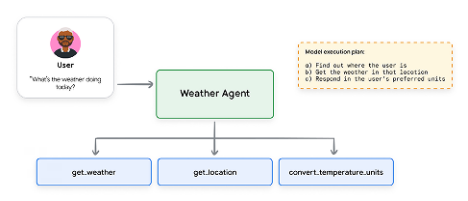 User
"What's the weather doing
today?
Weather Agent
Model execution plan:
a) Find out where the user is
b) Get the weather in that location
c) Respond in the user's preferred units
get_weather
get_location
convert_temperature_units